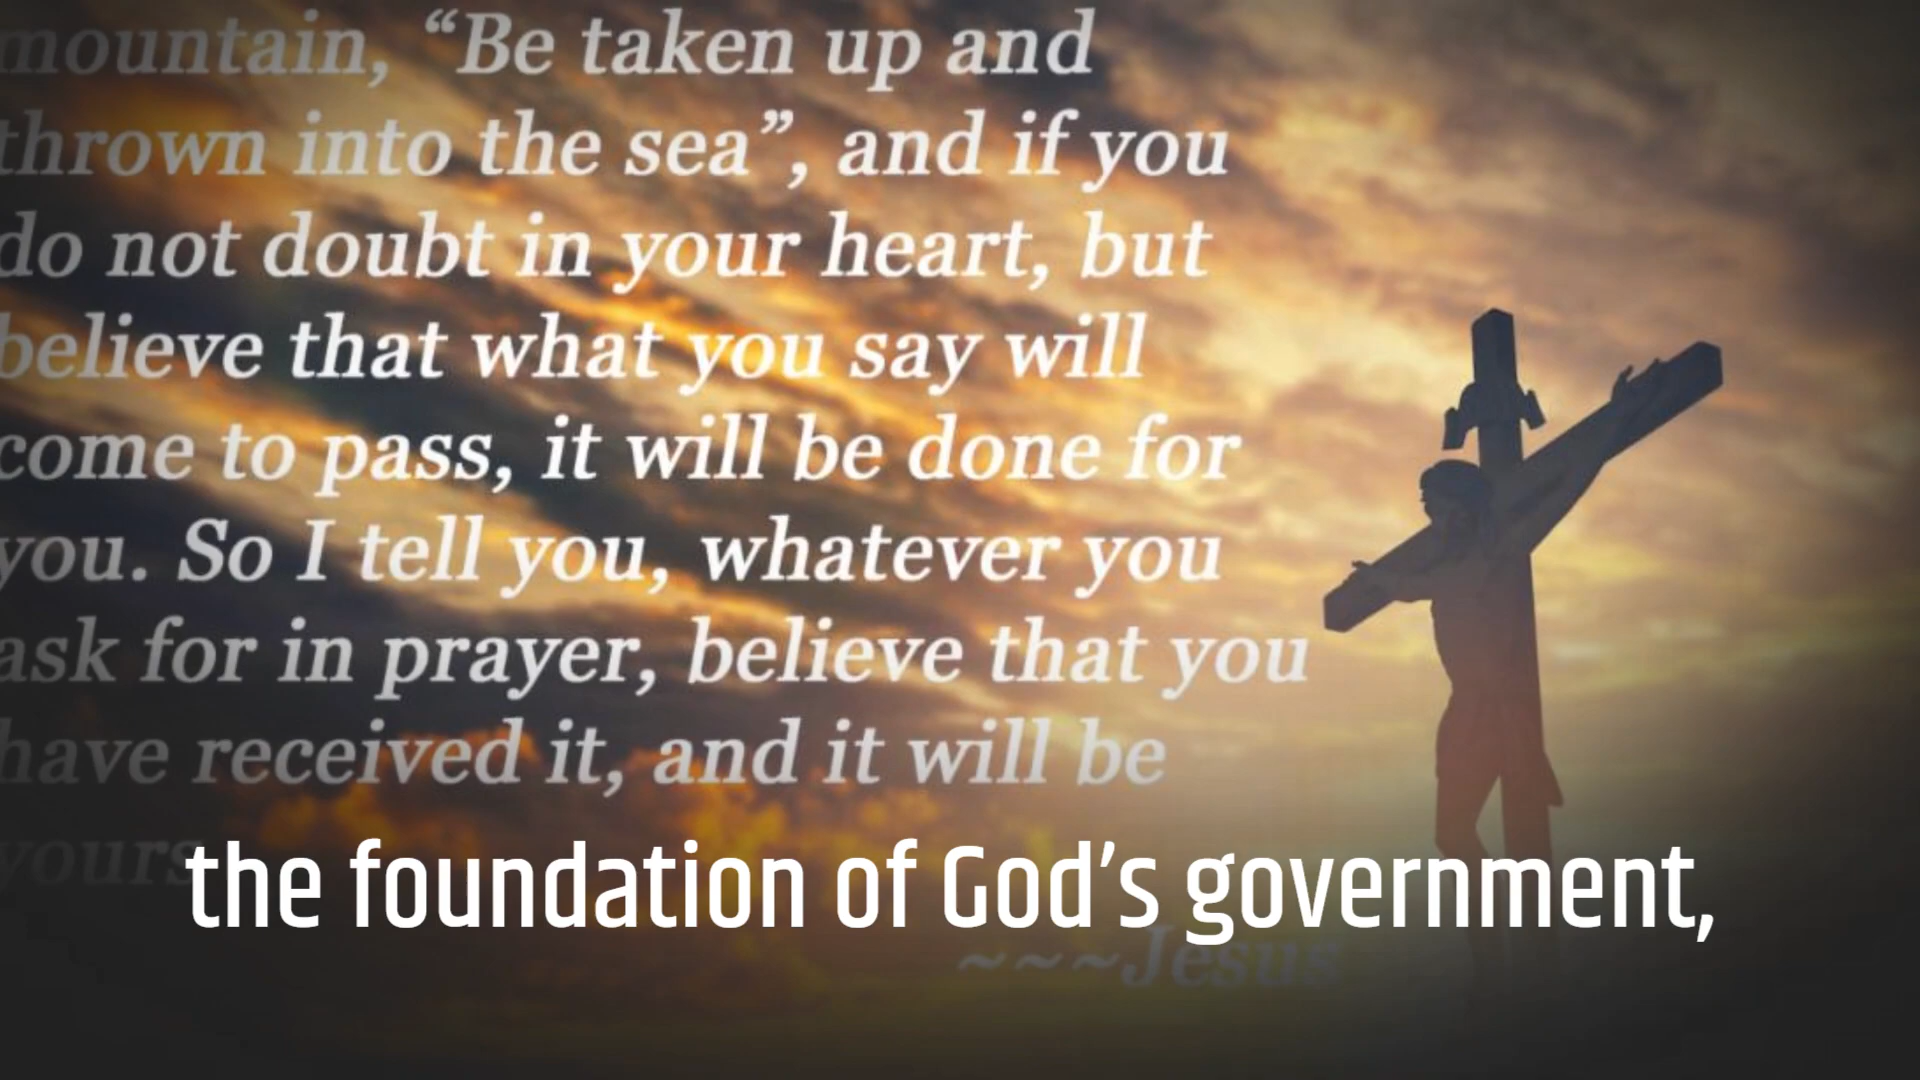 mountain, “Be taken up and
thrown into the sea”, and if you
do not doubt in your heart, but
believe that what you say will
come to pass, it will be done for
you. So I tell you, whatever you
ask for in prayer, believe that you
have received it, and it will be
yours
the foundation of God’s government,
~~~Jesus